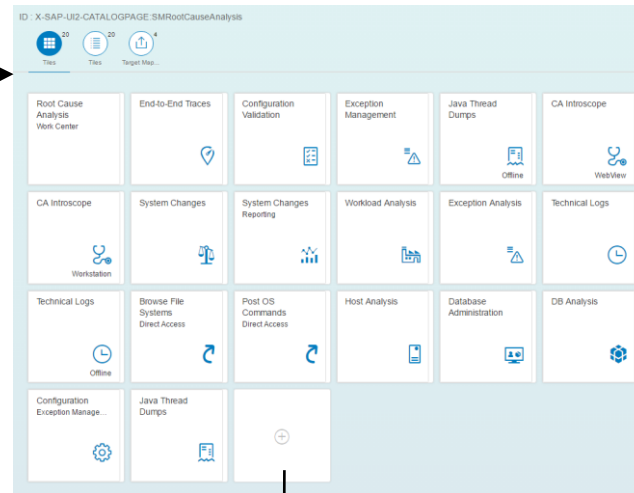 ID : X-SAP-UI2-CATALOGPAGE:SMRootCauseAnalysis
20
20
4
Tiles
Tiles
Target Map...
Root Cause
Analysis
Work Center
End-to-End Traces
Configuration
Validation
Exception
Management
Java Thread
Dumps
Offline
CA Introscope
WebView
CA Introscope
Workstation
System Changes
System Changes
Reporting
Workload Analysis
Exception Analysis
Technical Logs
Technical Logs
Offline
Browse File
Systems
Direct Access
Post OS
Commands
Direct Access
Host Analysis
Database
Administration
DB Analysis
Configuration
Exception Manage...
Java Thread
Dumps